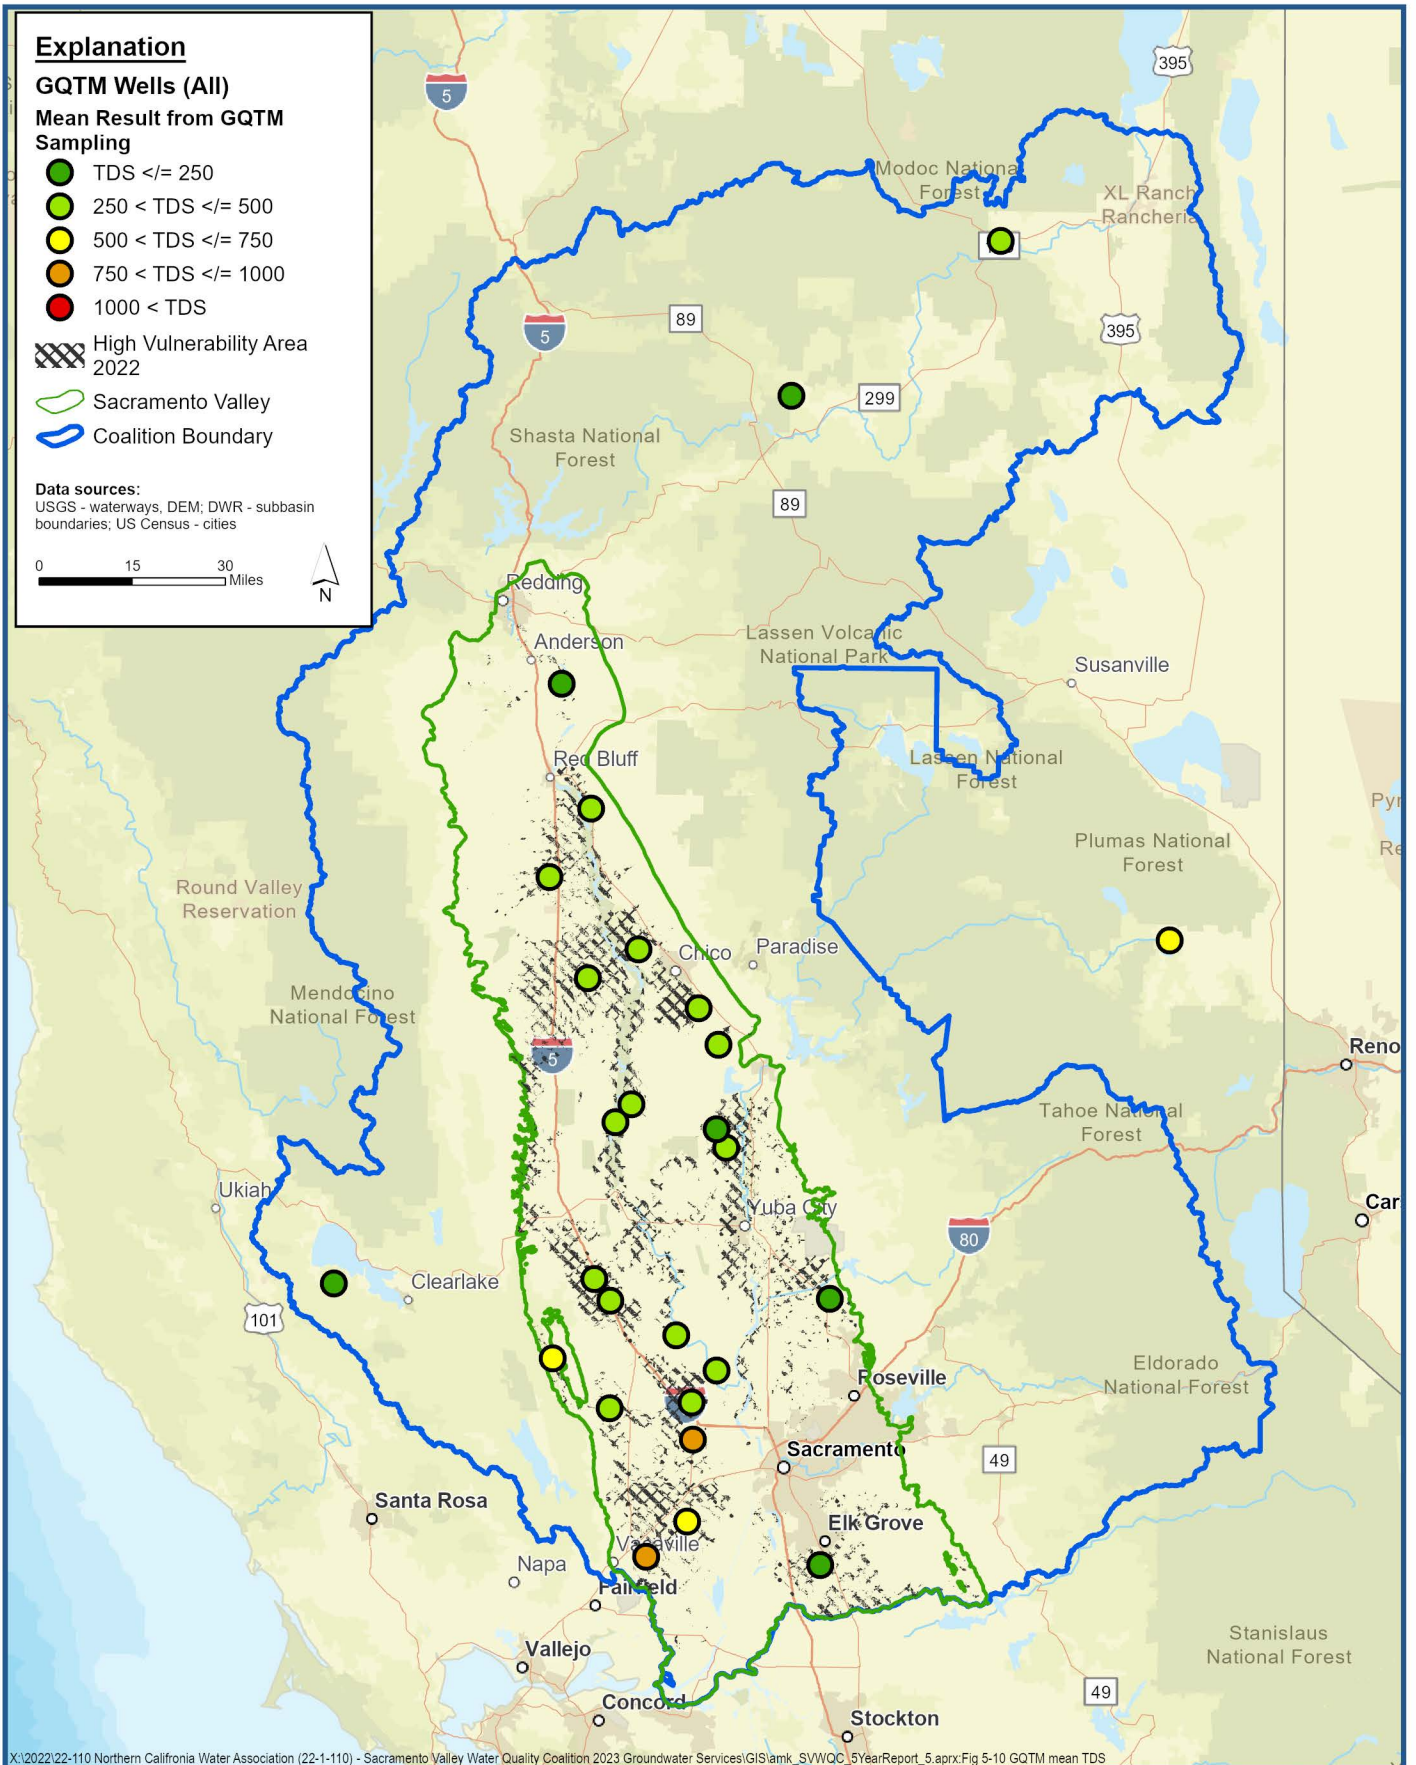 Explanation
GQTM Wells (All)
Mean Result from GQTM
Sampling
TDS </= 250
250 < TDS </= 500
500 < TDS </= 750
750 < TDS </= 1000
1000 < TDS
High Vulnerability Area
2022
Sacramento Valley
Coalition Boundary
Data sources:
USGS - waterways, DEM; DWR - subbasin
boundaries; US Census - cities
0 15 30
Miles
N
5
395
Modoc National
Forest
XL Ranch
Rancheria
5
89
395
299
Shasta National
Forest
89
Redding
Anderson
Lassen Volcanic
National Park
Susanville
Red Bluff
Lassen National
Forest
Pyr
Plumas National
Forest
Re
Round Valley
Reservation
Chico
Paradise
Mendocino
National Forest
5
Reno
Tahoe National
Forest
Ukiah
Yuba City
Car
80
Clearlake
101
Eldorado
National Forest
Roseville
Sacramento
49
Santa Rosa
Elk Grove
Vacaville
Napa
Fairfield
Vallejo
Stanislaus
National Forest
49
Concord
Stockton
X:\2022\22-110 Northern Califronia Water Association (22-1-110) - Sacramento Valley Water Quality Coalition 2023 Groundwater Services\GIS\amk_SVWQC_5YearReport_5.aprx:Fig 5-10 GQTM mean TDS